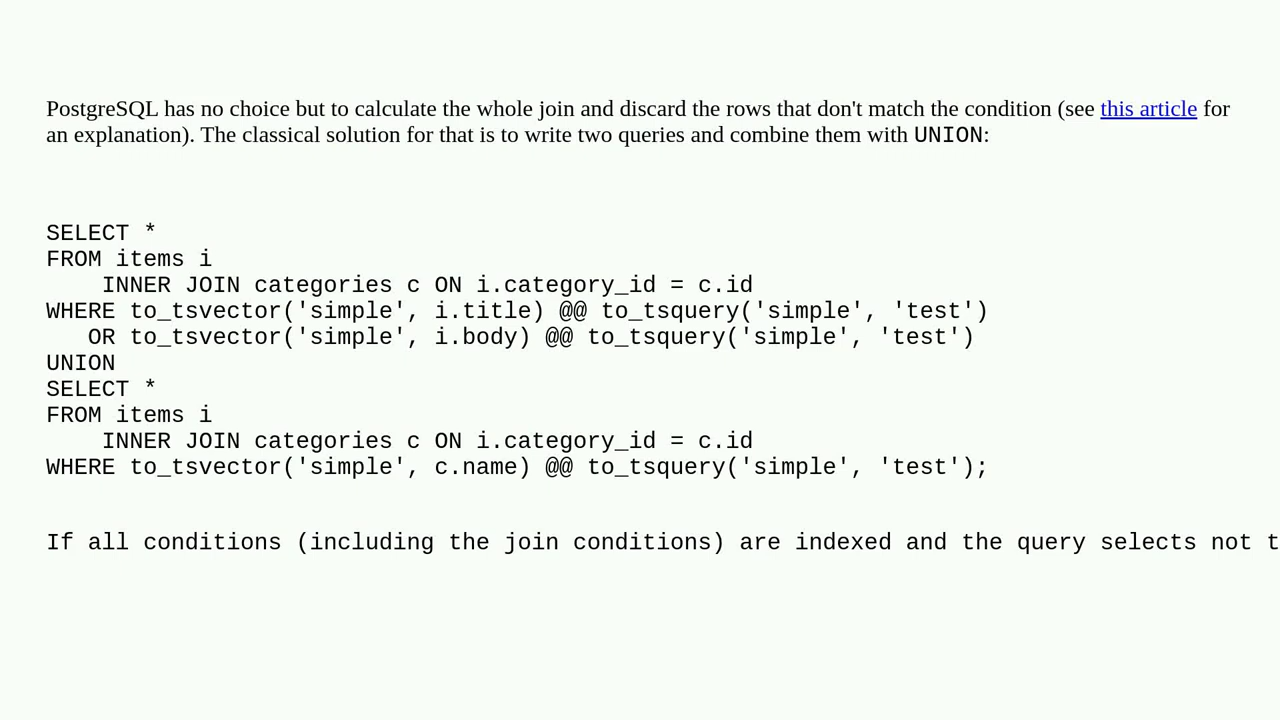 PostgreSQL has no choice but to calculate the whole join and discard the rows that don't match the condition (see this article for
an explanation). The classical solution for that is to write two queries and combine them with UNION:
SELECT *
FROM items i
    INNER JOIN categories c ON i.category_id = c.id
WHERE to_tsvector('simple', i.title) @@ to_tsquery('simple', 'test')
   OR to_tsvector('simple', i.body) @@ to_tsquery('simple', 'test')
UNION
SELECT *
FROM items i
    INNER JOIN categories c ON i.category_id = c.id
WHERE to_tsvector('simple', c.name) @@ to_tsquery('simple', 'test');
If all conditions (including the join conditions) are indexed and the query selects not